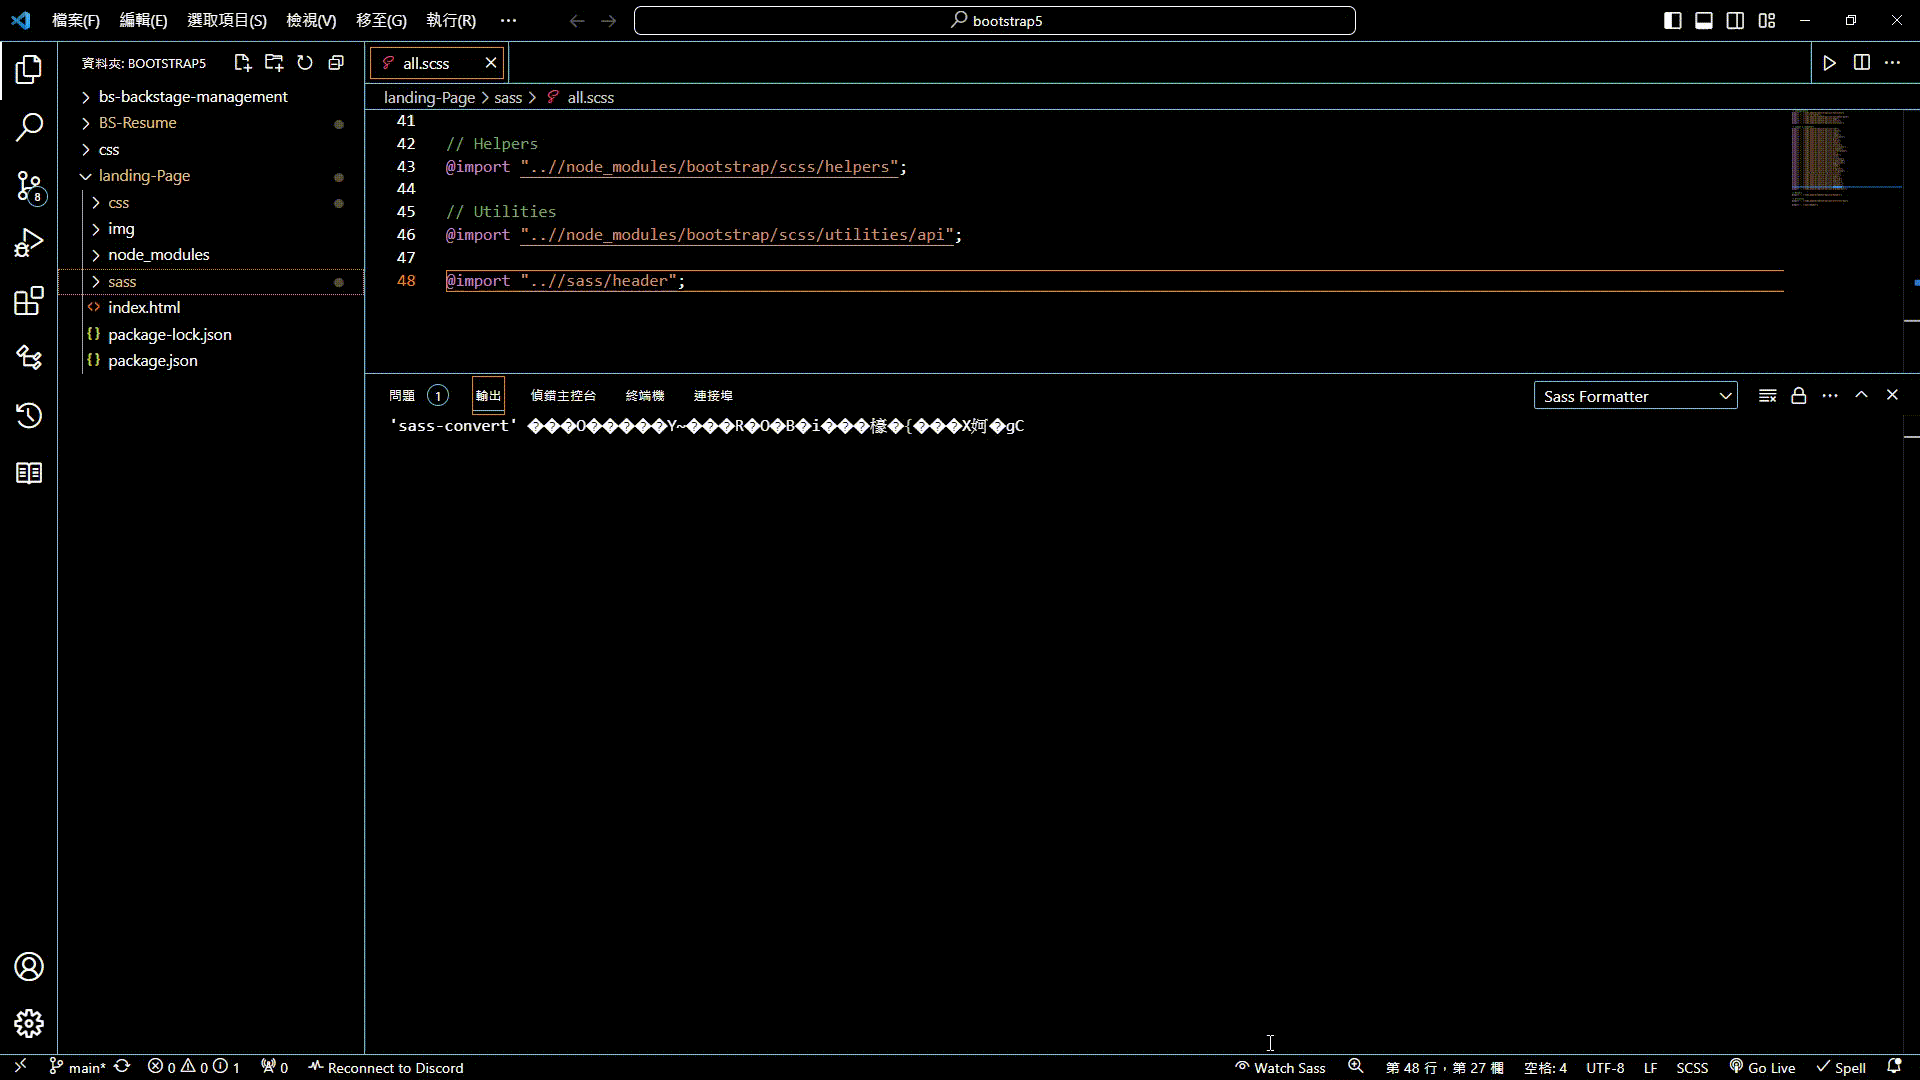 檔案(F) 編輯(E) 選取項目(S) 檢視(V) 移至(G) 執行(R) ···
bootstrap5
資料夾: BOOTSTRAP5
bs-backstage-management
BS-Resume
css
landing-Page
css
img
node_modules
sass
index.html
package-lock.json
package.json
8
all.scss
landing-Page > sass > all.scss
41
42 // Helpers
43 @import "..//node_modules/bootstrap/scss/helpers";
44
45 // Utilities
46 @import "..//node_modules/bootstrap/scss/utilities/api";
47
48 @import "..//sass/header";
問題 1 輸出 偵錯主控台 終端機 連接埠
Sass Formatter
'sass-convert' ���O�����Y~���R�O�B�i���檺�{���X妸�gC
main* 0 0 1 0 Reconnect to Discord
Watch Sass 第 48 行，第 27 欄 空格: 4 UTF-8 LF SCSS Go Live Spell